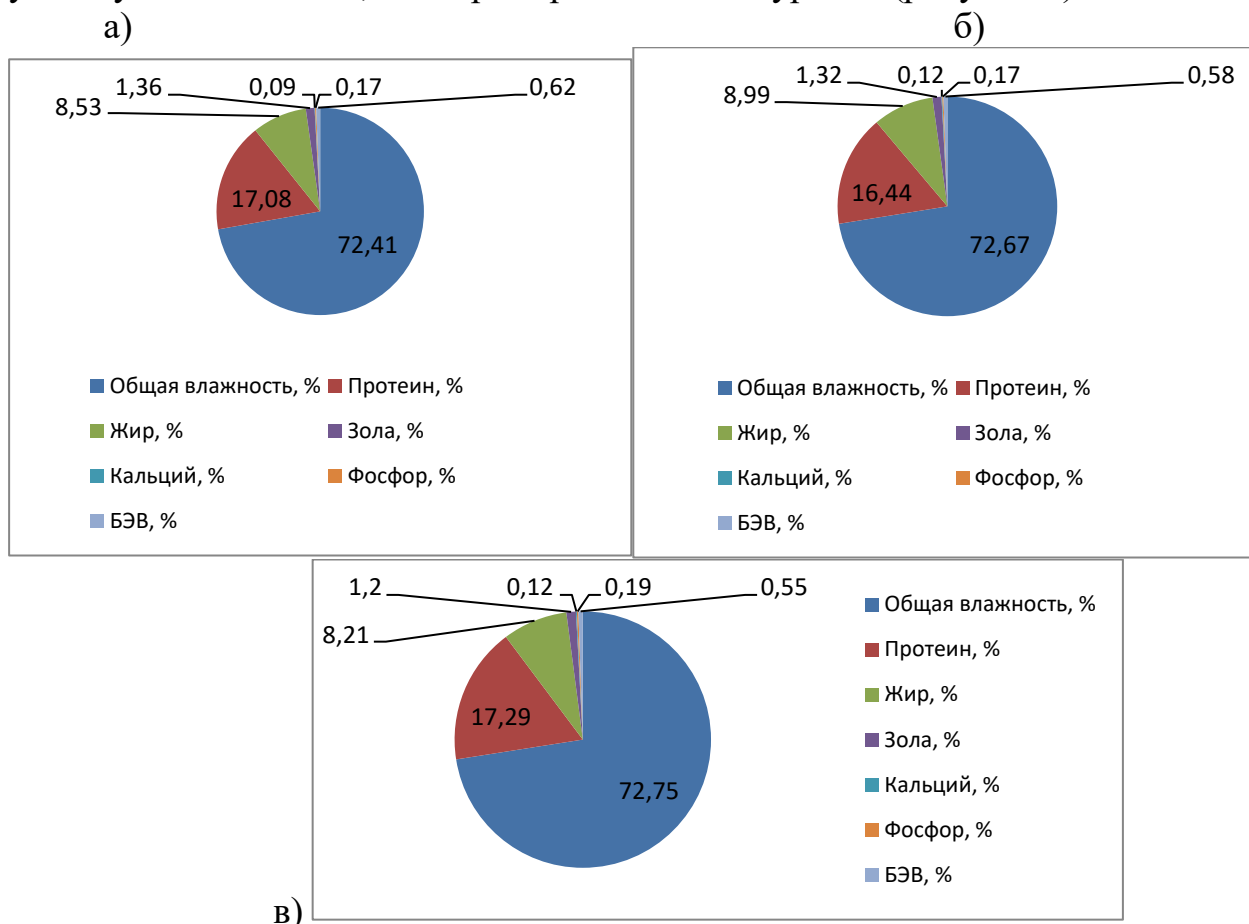 а) б)
1,36 0,09 0,17 0,62
8,53
17,08
72,41
Общая влажность, % Протеин, %
Жир, % Зола, %
Кальций, % Фосфор, %
БЭВ, %
1,32 0,12 0,17 0,58
8,99
16,44
72,67
Общая влажность, % Протеин, %
Жир, % Зола, %
Кальций, % Фосфор, %
БЭВ, %
1,2 0,12 0,19 0,55
8,21
17,29
72,75
Общая влажность, %
Протеин, %
Жир, %
Зола, %
Кальций, %
Фосфор, %
БЭВ, %
в)